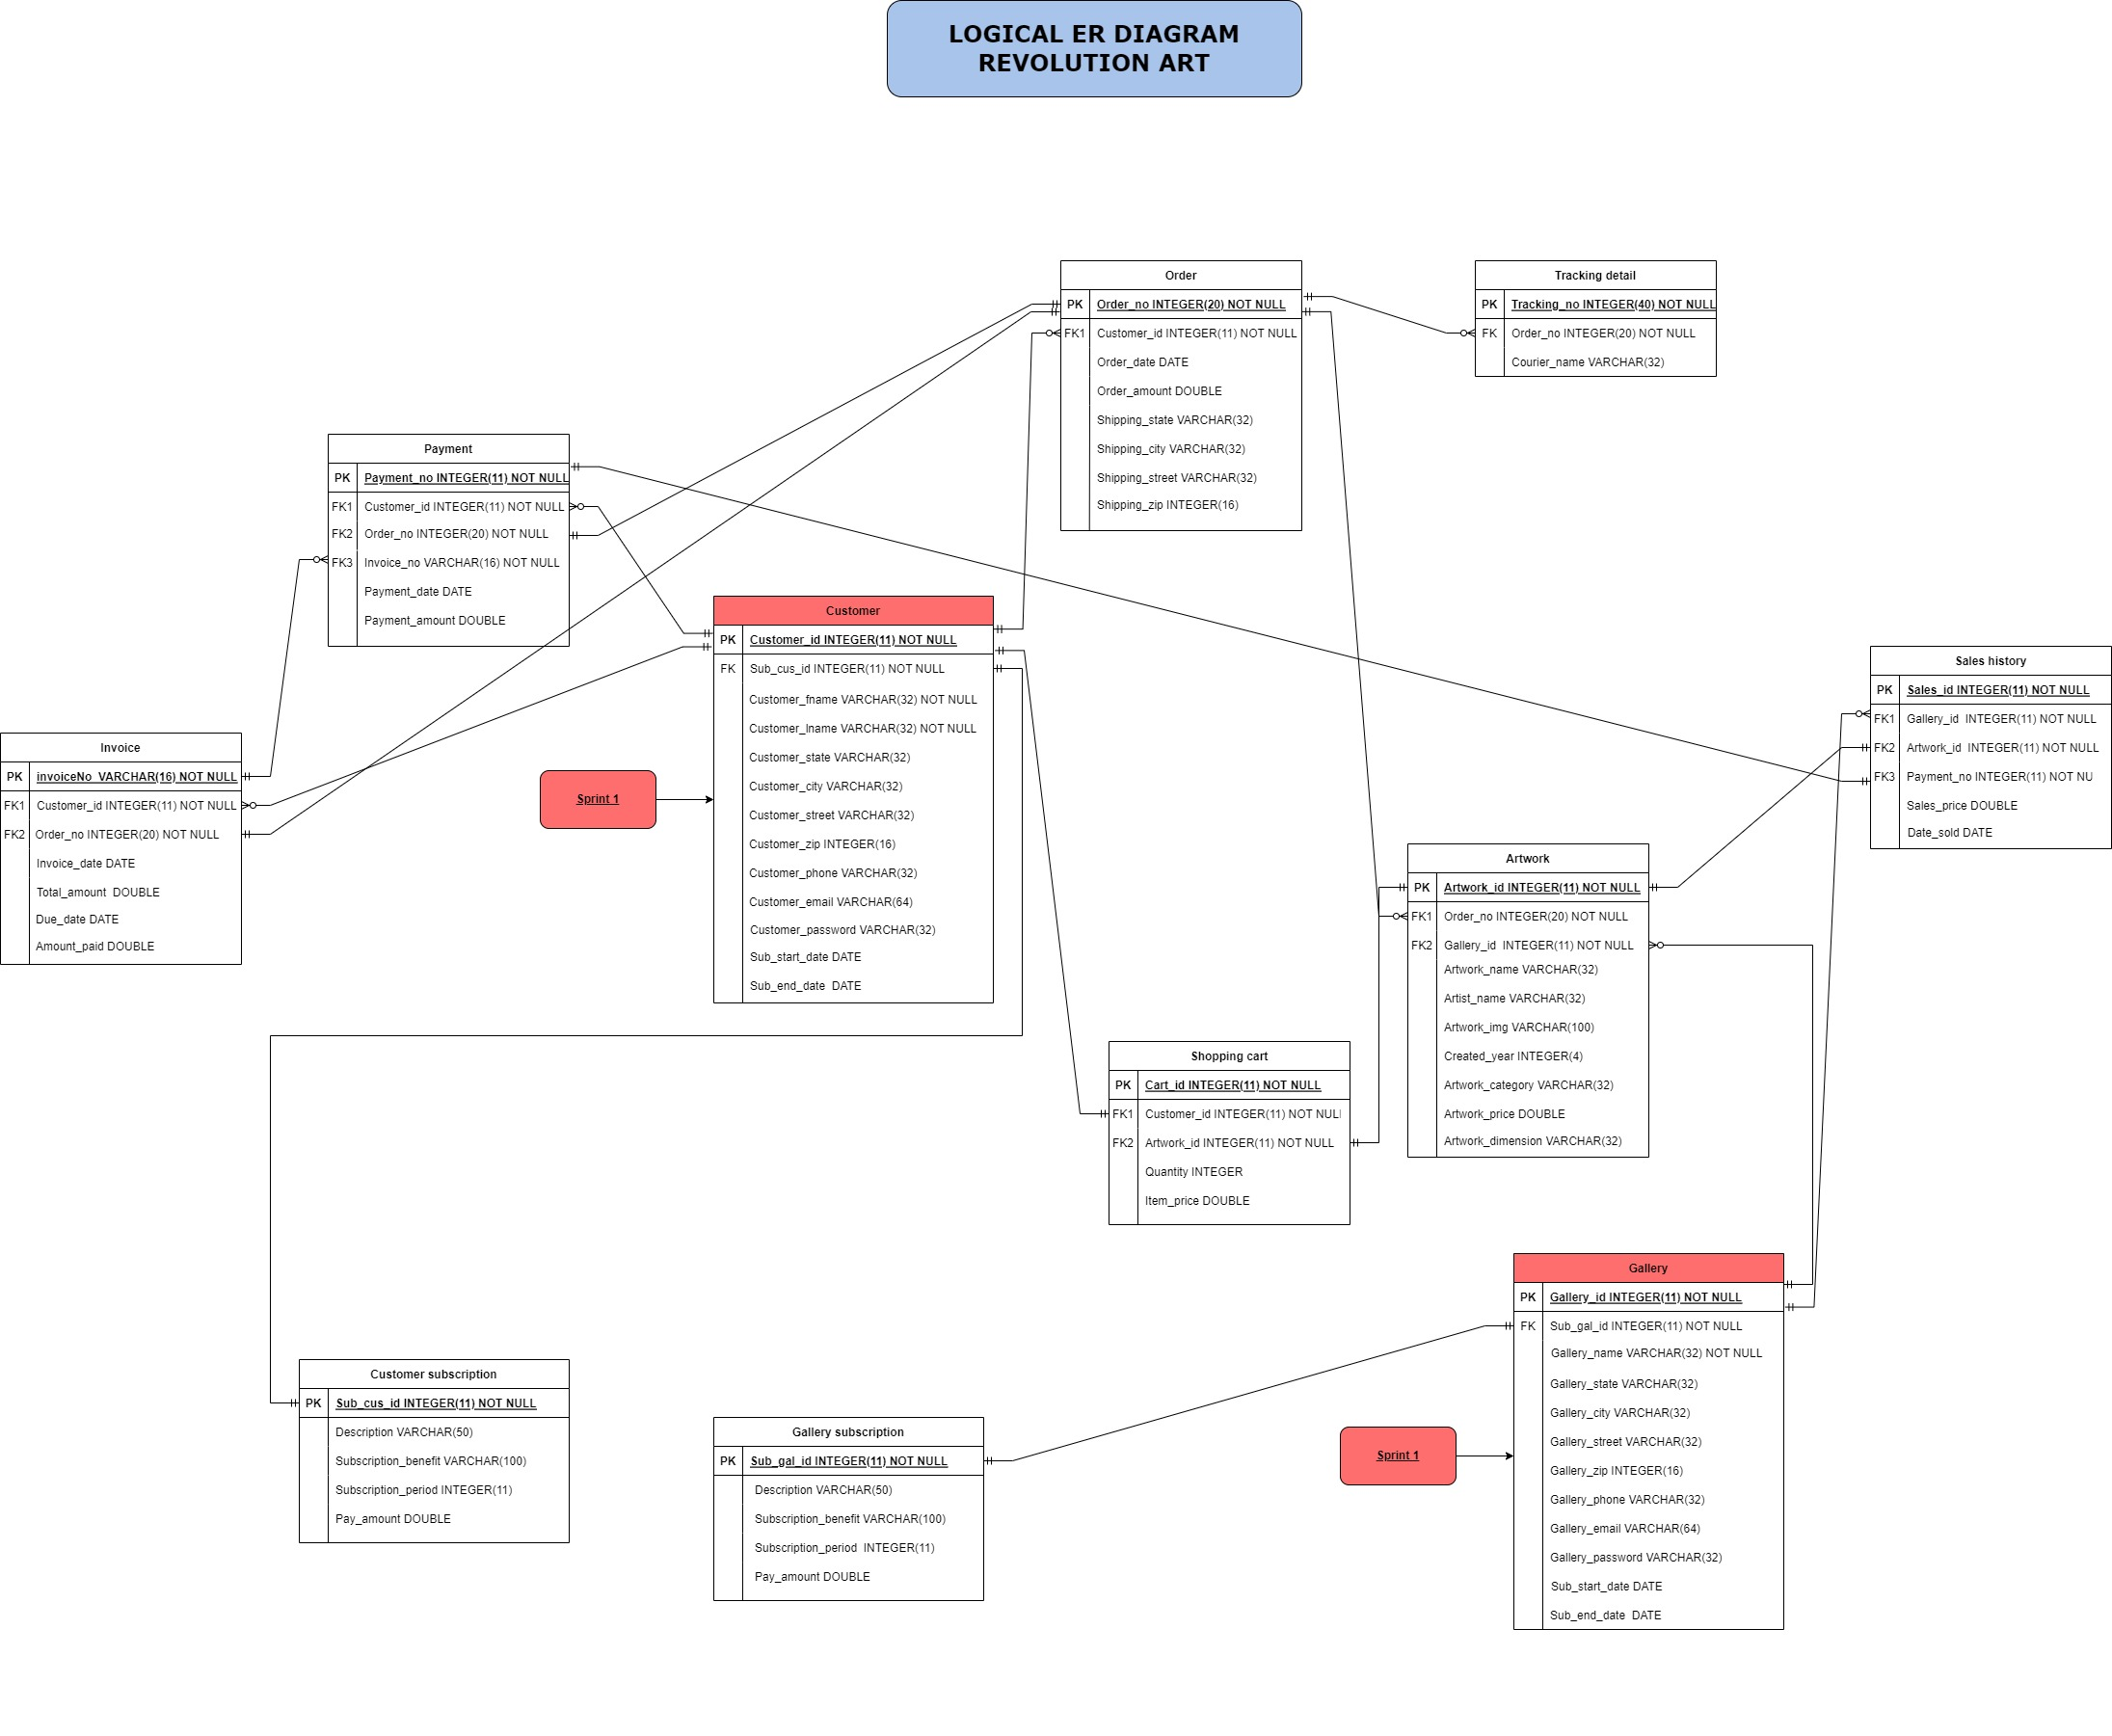 LOGICAL ER DIAGRAM
REVOLUTION ART
Order
PK Order_no INTEGER(20) NOT NULL
FK1 Customer_id INTEGER(11) NOT NULL
Order_date DATE
Order_amount DOUBLE
Shipping_state VARCHAR(32)
Shipping_city VARCHAR(32)
Shipping_street VARCHAR(32)
Shipping_zip INTEGER(16)
Tracking detail
PK Tracking_no INTEGER(40) NOT NULL
FK Order_no INTEGER(20) NOT NULL
Courier_name VARCHAR(32)
Payment
PK Payment_no INTEGER(11) NOT NULL
FK1 Customer_id INTEGER(11) NOT NULL
FK2 Order_no INTEGER(20) NOT NULL
FK3 Invoice_no VARCHAR(16) NOT NULL
Payment_date DATE
Payment_amount DOUBLE
Customer
PK Customer_id INTEGER(11) NOT NULL
FK Sub_cus_id INTEGER(11) NOT NULL
Customer_fname VARCHAR(32) NOT NULL
Customer_lname VARCHAR(32) NOT NULL
Customer_state VARCHAR(32)
Customer_city VARCHAR(32)
Customer_street VARCHAR(32)
Customer_zip INTEGER(16)
Customer_phone VARCHAR(32)
Customer_email VARCHAR(64)
Customer_password VARCHAR(32)
Sub_start_date DATE
Sub_end_date  DATE
Sprint 1
Sales history
PK Sales_id INTEGER(11) NOT NULL
FK1 Gallery_id  INTEGER(11) NOT NULL
FK2 Artwork_id  INTEGER(11) NOT NULL
FK3 Payment_no INTEGER(11) NOT NU
Sales_price DOUBLE
Date_sold DATE
Invoice
PK invoiceNo  VARCHAR(16) NOT NULL
FK1 Customer_id INTEGER(11) NOT NULL
FK2 Order_no INTEGER(20) NOT NULL
Invoice_date DATE
Total_amount  DOUBLE
Due_date DATE
Amount_paid DOUBLE
Artwork
PK Artwork_id INTEGER(11) NOT NULL
FK1 Order_no INTEGER(20) NOT NULL
FK2 Gallery_id  INTEGER(11) NOT NULL
Artwork_name VARCHAR(32)
Artist_name VARCHAR(32)
Artwork_img VARCHAR(100)
Created_year INTEGER(4)
Artwork_category VARCHAR(32)
Artwork_price DOUBLE
Artwork_dimension VARCHAR(32)
Shopping cart
PK Cart_id INTEGER(11) NOT NULL
FK1 Customer_id INTEGER(11) NOT NULL
FK2 Artwork_id INTEGER(11) NOT NULL
Quantity INTEGER
Item_price DOUBLE
Gallery
PK Gallery_id INTEGER(11) NOT NULL
FK Sub_gal_id INTEGER(11) NOT NULL
Gallery_name VARCHAR(32) NOT NULL
Gallery_state VARCHAR(32)
Gallery_city VARCHAR(32)
Gallery_street VARCHAR(32)
Gallery_zip INTEGER(16)
Gallery_phone VARCHAR(32)
Gallery_email VARCHAR(64)
Gallery_password VARCHAR(32)
Sub_start_date DATE
Sub_end_date  DATE
Sprint 1
Customer subscription
PK Sub_cus_id INTEGER(11) NOT NULL
Description VARCHAR(50)
Subscription_benefit VARCHAR(100)
Subscription_period INTEGER(11)
Pay_amount DOUBLE
Gallery subscription
PK Sub_gal_id INTEGER(11) NOT NULL
Description VARCHAR(50)
Subscription_benefit VARCHAR(100)
Subscription_period  INTEGER(11)
Pay_amount DOUBLE